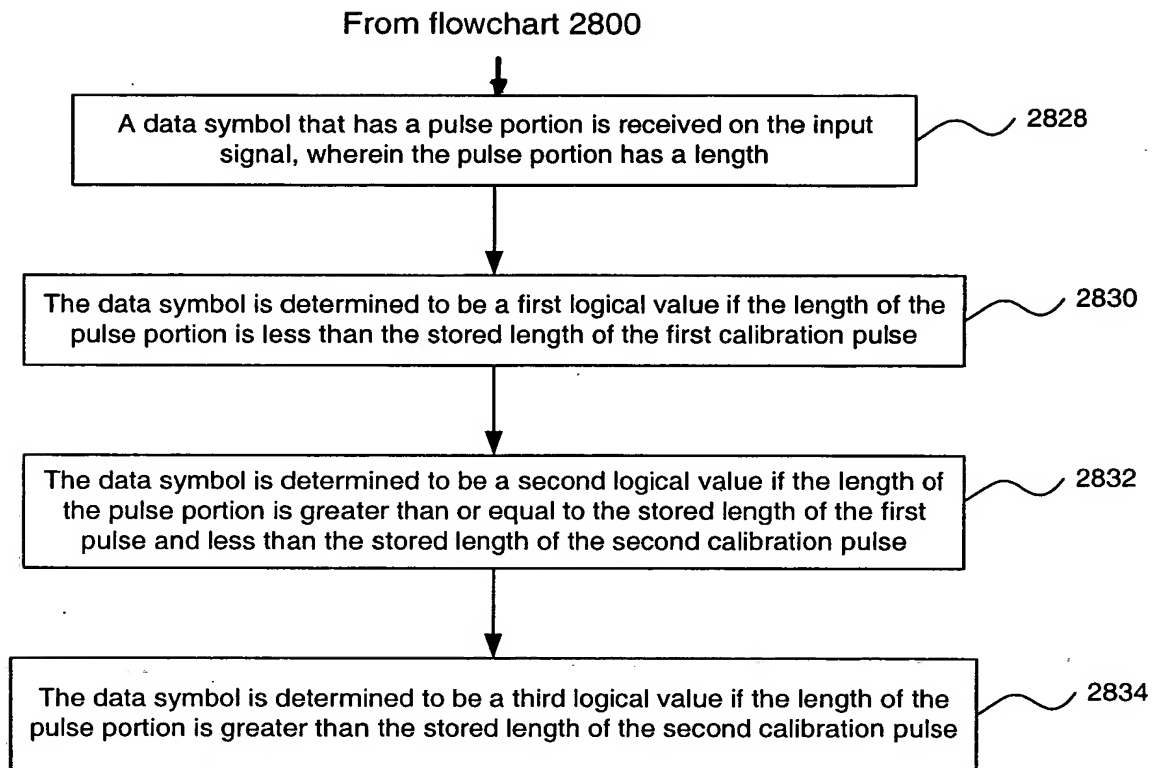 From flowchart 2800
A data symbol that has a pulse portion is received on the input
signal, wherein the pulse portion has a length
2828
The data symbol is determined to be a first logical value if the length of the
pulse portion is less than the stored length of the first calibration pulse
2830
The data symbol is determined to be a second logical value if the length of
the pulse portion is greater than or equal to the stored length of the first
pulse and less than the stored length of the second calibration pulse
2832
The data symbol is determined to be a third logical value if the length of the
pulse portion is greater than the stored length of the second calibration pulse
2834